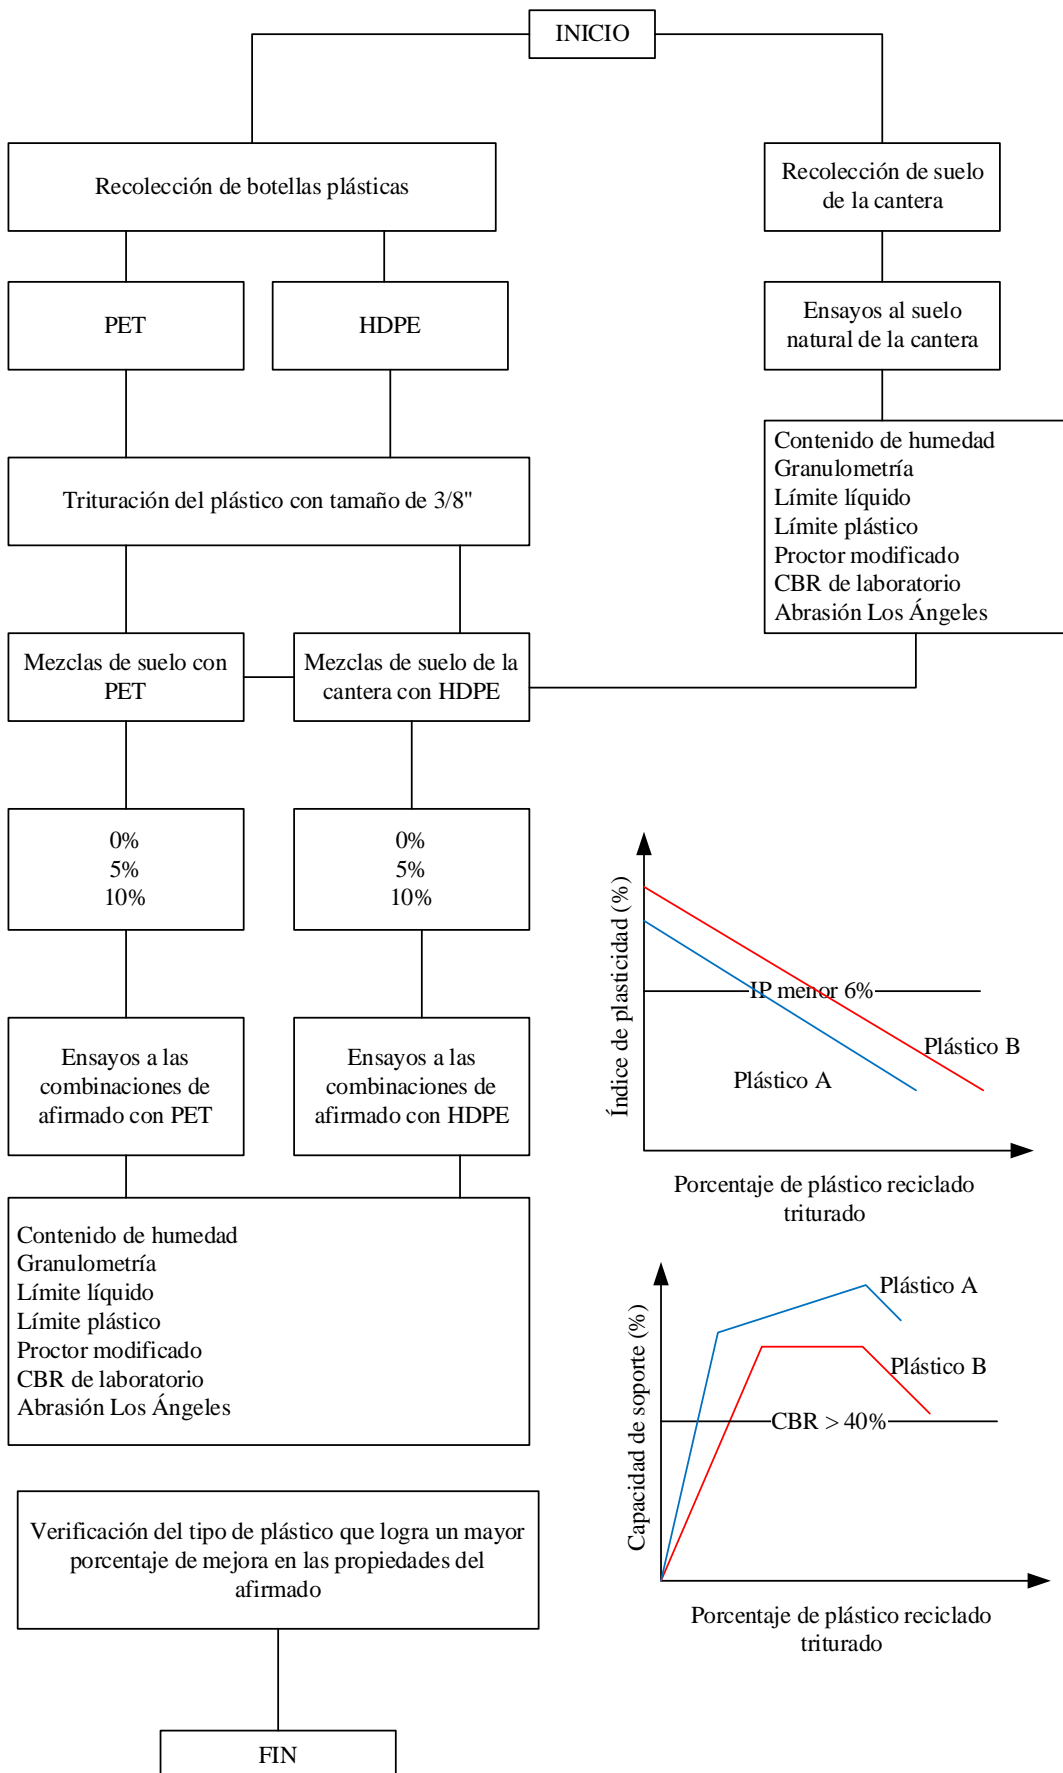 INICIO
Recolección de botellas plásticas
Recolección de suelo
de la cantera
PET
HDPE
Ensayos al suelo
natural de la cantera
Trituración del plástico con tamaño de 3/8"
Contenido de humedad
Granulometría
Límite líquido
Límite plástico
Proctor modificado
CBR de laboratorio
Abrasión Los Ángeles
Mezclas de suelo con
PET
Mezclas de suelo de la
cantera con HDPE
0%
5%
10%
0%
5%
10%
Ensayos a las
combinaciones de
afirmado con PET
Ensayos a las
combinaciones de
afirmado con HDPE
Contenido de humedad
Granulometría
Límite líquido
Límite plástico
Proctor modificado
CBR de laboratorio
Abrasión Los Ángeles
Índice de plasticidad (%)
IP menor 6%
Plástico B
Plástico A
Porcentaje de plástico reciclado
triturado
Capacidad de soporte (%)
Plástico A
Plástico B
CBR > 40%
Porcentaje de plástico reciclado
triturado
Verificación del tipo de plástico que logra un mayor
porcentaje de mejora en las propiedades del
afirmado
FIN